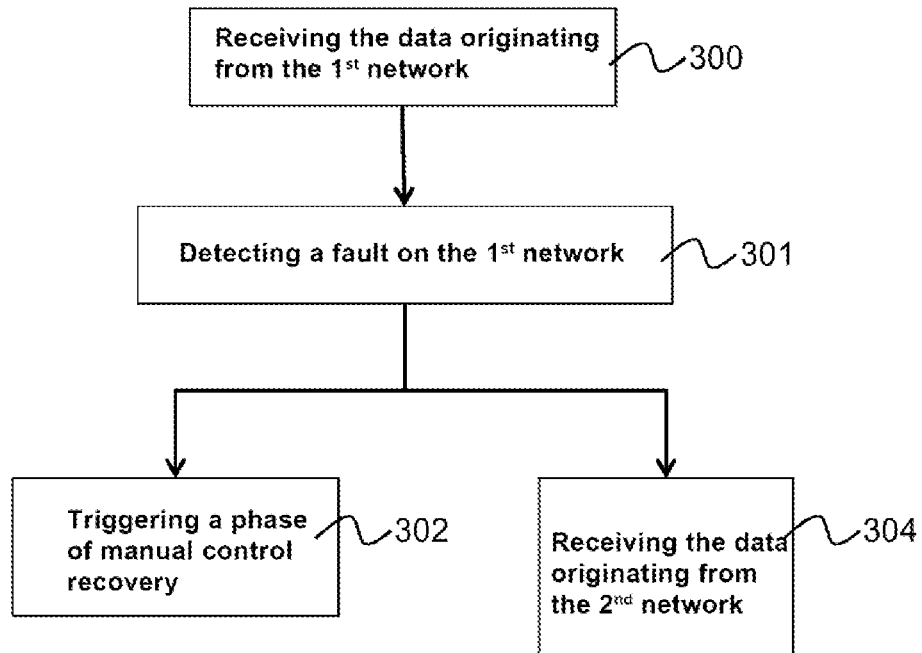 Receiving the data originating
from the 1st network
300
Detecting a fault on the 1st network
301
Triggering a phase
of manual control
recovery
302
Receiving the data
originating from
the 2nd network
304